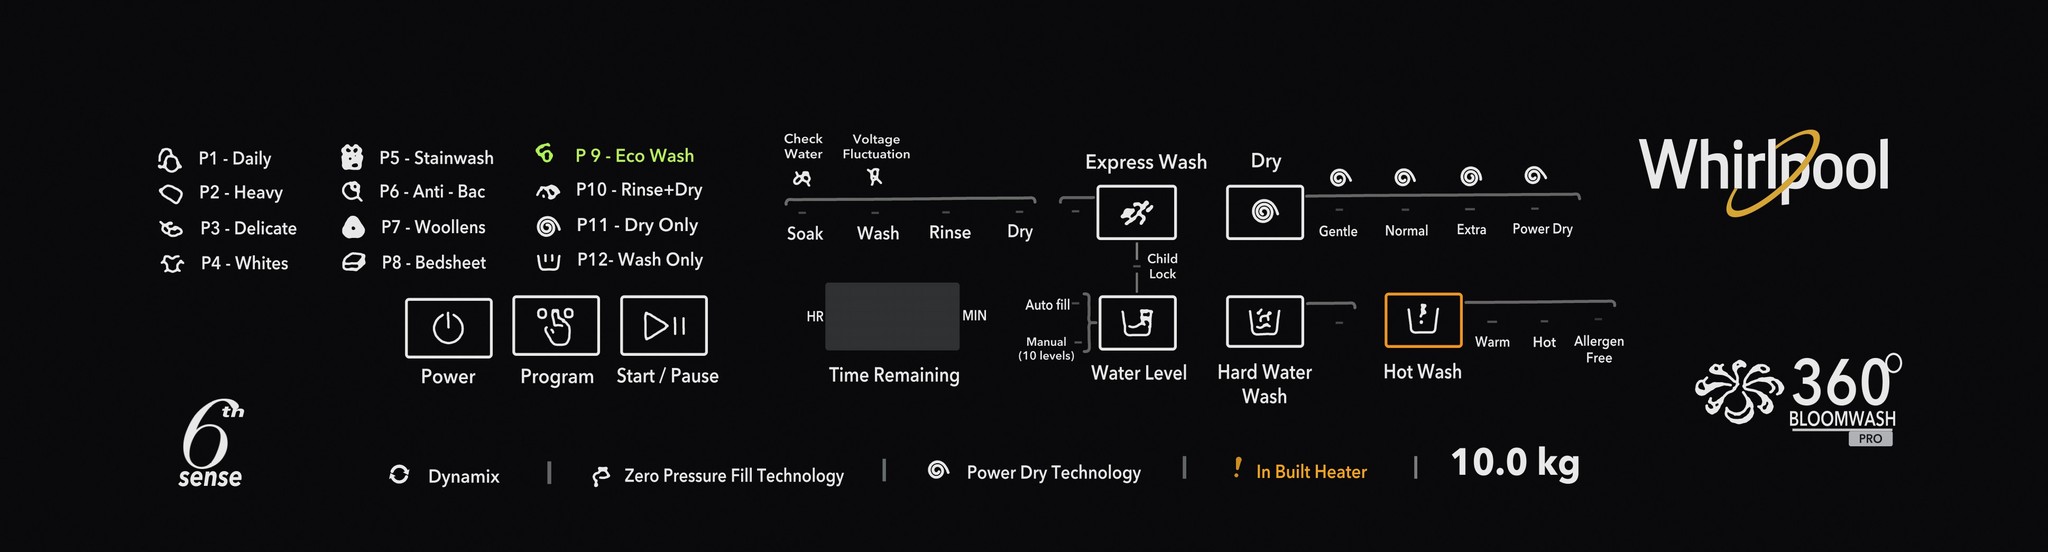 P1 - Daily
P2 - Heavy
P3 - Delicate
P4 - Whites
P5 - Stainwash
P6 - Anti - Bac
P7 - Woollens
P8 - Bedsheet
P 9 - Eco Wash
P10 - Rinse+Dry
P11 - Dry Only
P12- Wash Only
Power
Program
Start / Pause
Check
Water
Voltage
Fluctuation
Soak
Wash
Rinse
Dry
HR
MIN
Time Remaining
Express Wash
Child
Lock
Auto fill
Manual
(10 levels)
Water Level
Dry
Gentle
Normal
Extra
Power Dry
Hard Water
Wash
Hot Wash
Warm
Hot
Allergen
Free
Whirlpool
360°
BLOOMWASH
PRO
6th
sense
Dynamix
Zero Pressure Fill Technology
Power Dry Technology
In Built Heater
10.0 kg